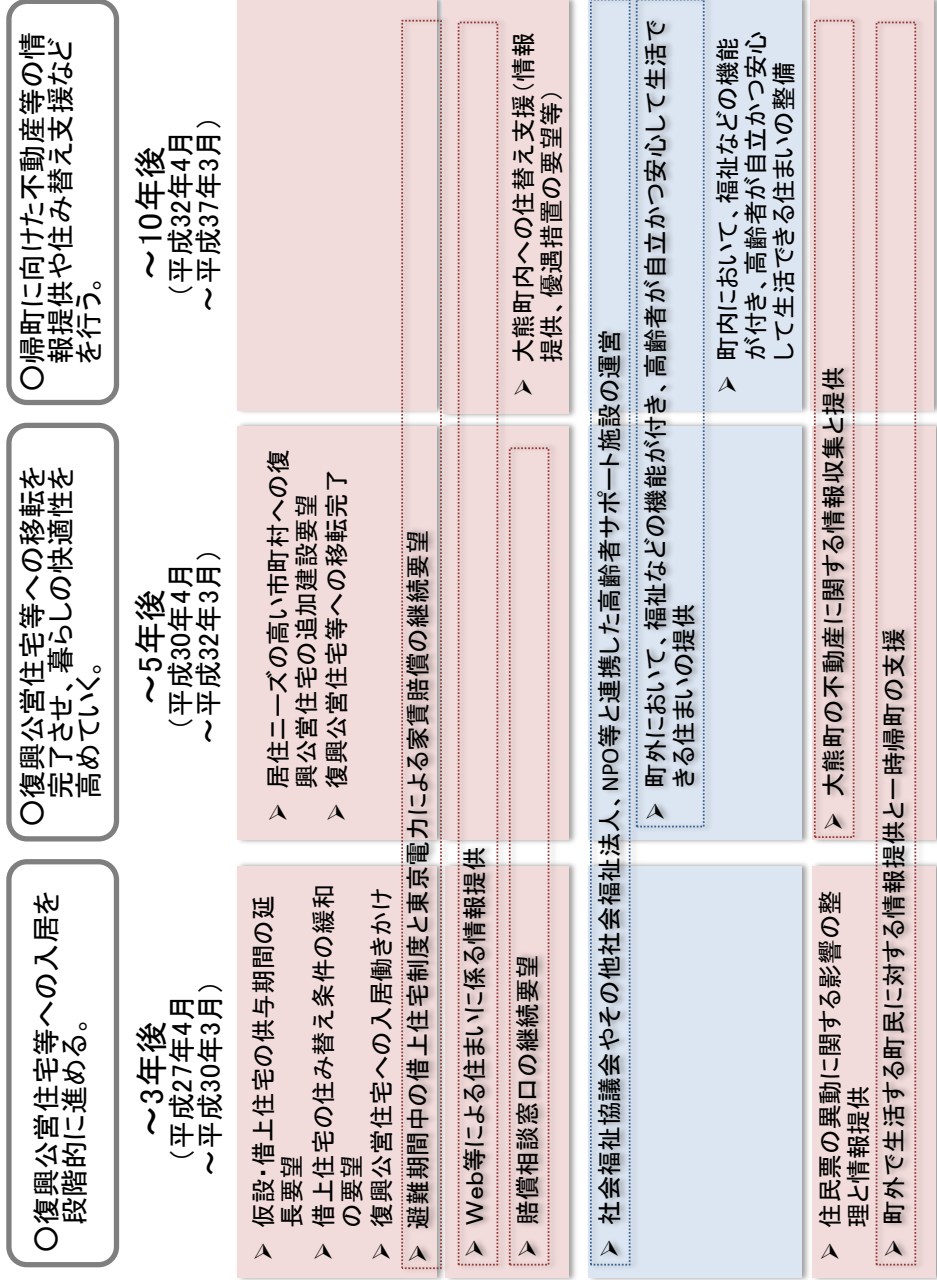 〇復興公営住宅等への入居を
段階的に進める。
〇復興公営住宅等への移転を
完了させ、暮らしの快適性を
高めていく。
〇帰町に向けた不動産等の情
報提供や住み替え支援など
を行う。
~3年後
(平成27年4月
~平成30年3月)
~5年後
(平成30年4月
~平成32年3月)
~10年後
(平成32年4月
~平成37年3月)
➢ 仮設・借上住宅の供与期間の延
長要望
➢ 借上住宅の住み替え条件の緩和
の要望
➢ 復興公営住宅への入居働きかけ
➢ 居住ニーズの高い市町村への復
興公営住宅の追加建設要望
➢ 復興公営住宅等への移転完了
➢ 避難期間中の借上住宅制度と東京電力による家賃賠償の継続要望
➢ Web等による住まいに係る情報提供
➢ 賠償相談窓口の継続要望
➢ 大熊町内への住替え支援(情報
提供、優遇措置の要望等)
➢ 社会福祉協議会やその他社会福祉法人、NPO等と連携した高齢者サポート施設の運営
➢ 町外において、福祉などの機能が付き、高齢者が自立かつ安心して生活で
きる住まいの提供
➢ 町内において、福祉などの機能
が付き、高齢者が自立かつ安心
して生活できる住まいの整備
➢ 住民票の異動に関する影響の整
理と情報提供
➢ 大熊町の不動産に関する情報収集と提供
➢ 町外で生活する町民に対する情報提供と一時帰町の支援